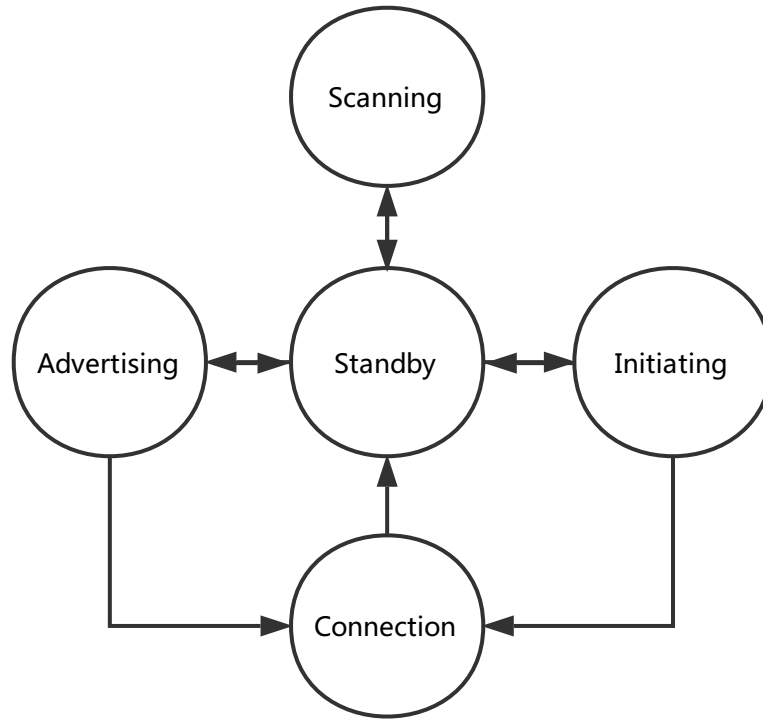 Scanning
Advertising
Standby
Initiating
Connection